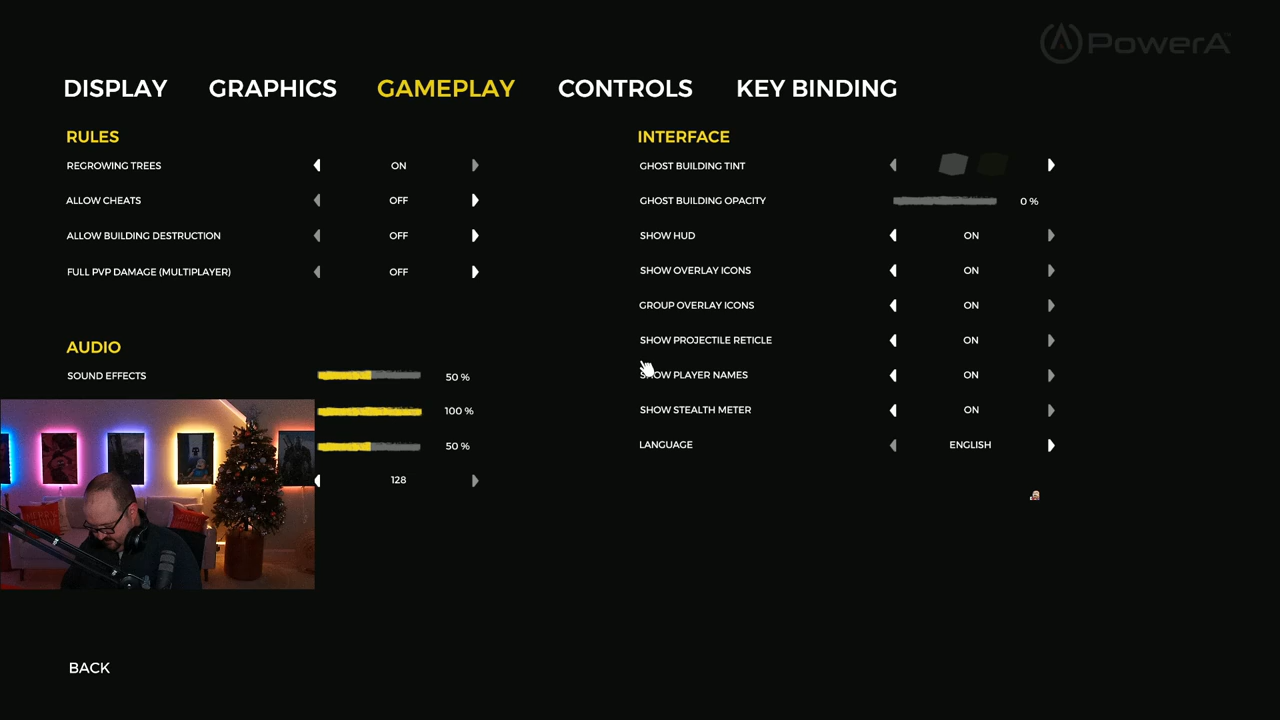 PowerA
DISPLAY GRAPHICS GAMEPLAY CONTROLS KEY BINDING
RULES
REGROWING TREES ON
ALLOW CHEATS OFF
ALLOW BUILDING DESTRUCTION OFF
FULL PVP DAMAGE (MULTIPLAYER) OFF
AUDIO
SOUND EFFECTS 50 %
100 %
50 %
128
INTERFACE
GHOST BUILDING TINT
GHOST BUILDING OPACITY 0 %
SHOW HUD ON
SHOW OVERLAY ICONS ON
GROUP OVERLAY ICONS ON
SHOW PROJECTILE RETICLE ON
SHOW PLAYER NAMES ON
SHOW STEALTH METER ON
LANGUAGE ENGLISH
BACK